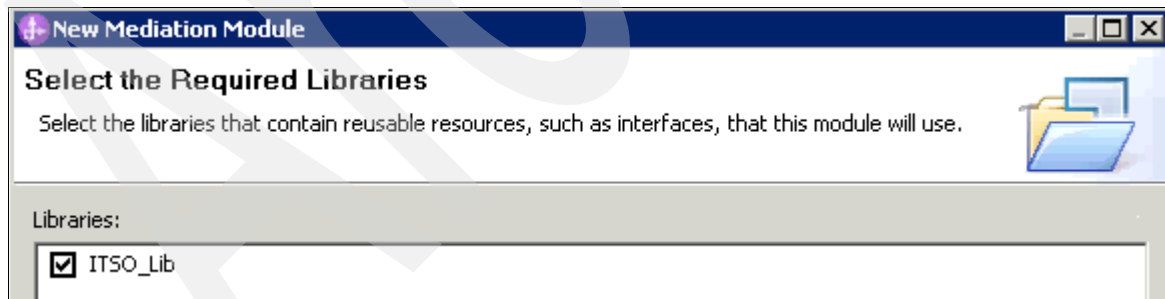 New Mediation Module
Select the Required Libraries
Select the libraries that contain reusable resources, such as interfaces, that this module will use.
Libraries:
ITSO_Lib